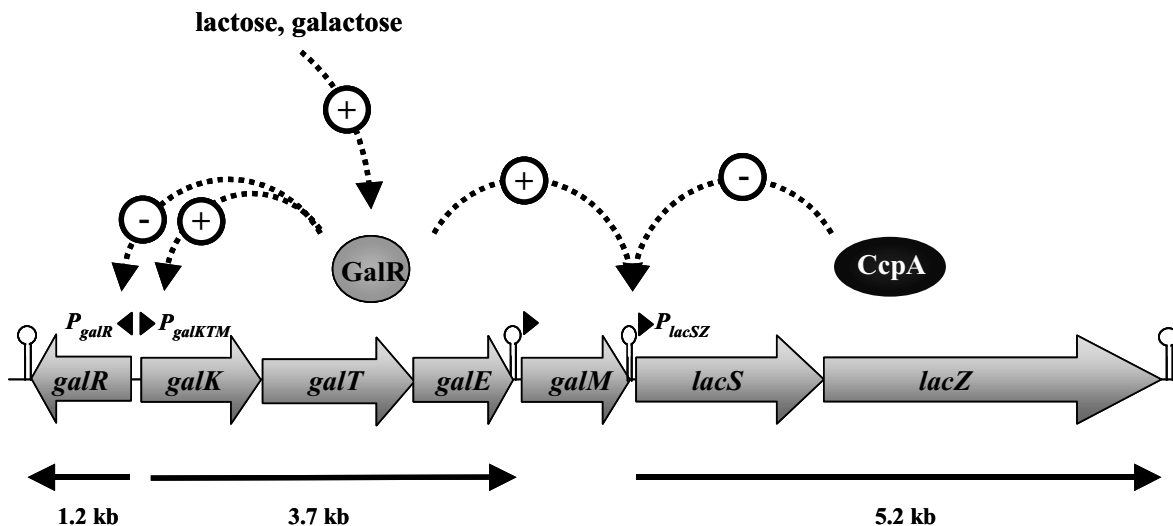 lactose, galactose
+
-
+
+
-
GalR
CcpA
PgalR
PgalKTM
PlacSZ
galR
galK
galT
galE
galM
lacS
lacZ
1.2 kb
3.7 kb
5.2 kb